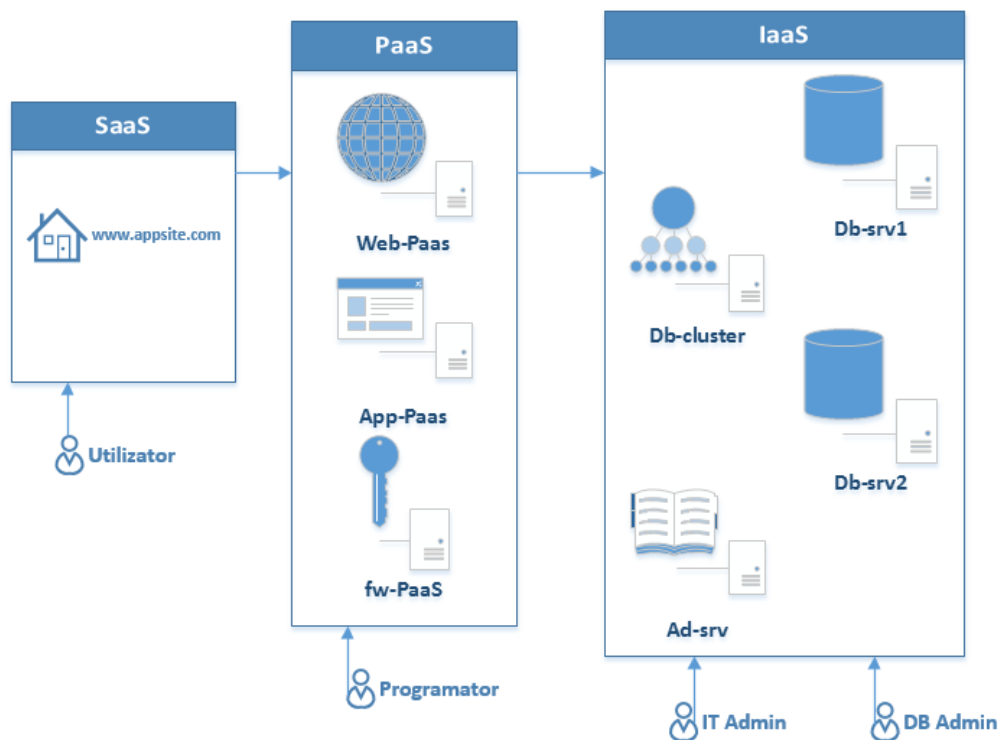 SaaS
www.appsite.com
Utilizator
PaaS
Web-Paas
App-Paas
fw-PaaS
Programator
IaaS
Db-srv1
Db-cluster
Db-srv2
Ad-srv
IT Admin
DB Admin